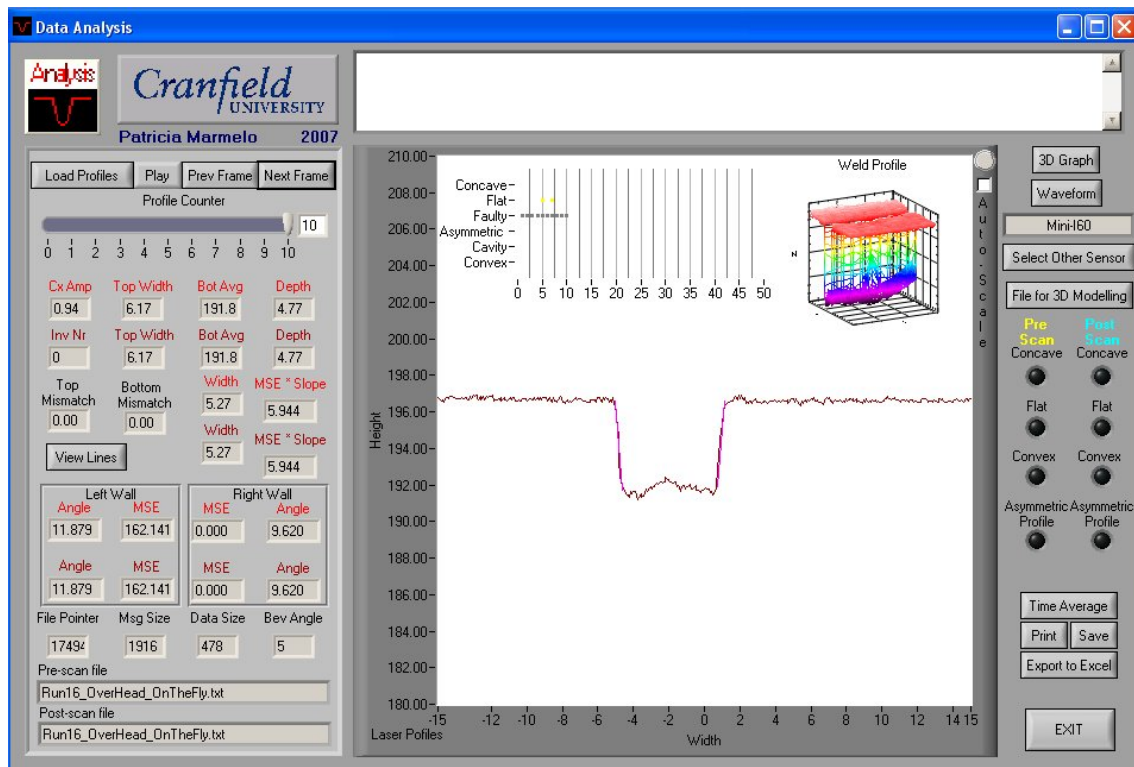 Data Analysis
Analysis
Cranfield
UNIVERSITY
Patricia Marmelo 2007
Load Profiles Play Prev Frame Next Frame
Profile Counter
10
0 1 2 3 4 5 6 7 8 9 10
Cx Amp Top Width Bot Avg Depth
0.94 6.17 191.8 4.77
Inv Nr Top Width Bot Avg Depth
0 6.17 191.8 4.77
Top Mismatch Bottom Mismatch Width MSE * Slope
0.00 0.00 5.27 5.944
Width MSE * Slope
5.27 5.944
View Lines
Left Wall Right Wall
Angle MSE MSE Angle
11.879 162.141 0.000 9.620
Angle MSE MSE Angle
11.879 162.141 0.000 9.620
File Pointer Msg Size Data Size Bev Angle
17494 1916 478 5
Pre-scan file
Run16_OverHead_OnTheFly.txt
Post-scan file
Run16_OverHead_OnTheFly.txt
210.00
208.00
206.00
204.00
202.00
200.00
198.00
196.00
194.00
192.00
190.00
188.00
186.00
184.00
182.00
180.00
Height
-15 -12 -10 -8 -6 -4 -2 0 2 4 6 8 10 12 14 15
Laser Pofiles
Width
Concave
Flat
Faulty
Asymmetric
Cavity
Convex
0 5 10 15 20 25 30 35 40 45 50
Weld Profile
Z
Auto-Scale
3D Graph
Waveform
Mini-I60
Select Other Sensor
File for 3D Modelling
Pre Scan Post Scan
Concave Concave
Flat Flat
Convex Convex
Asymmetric Profile Asymmetric Profile
Time Average
Print Save
Export to Excel
EXIT